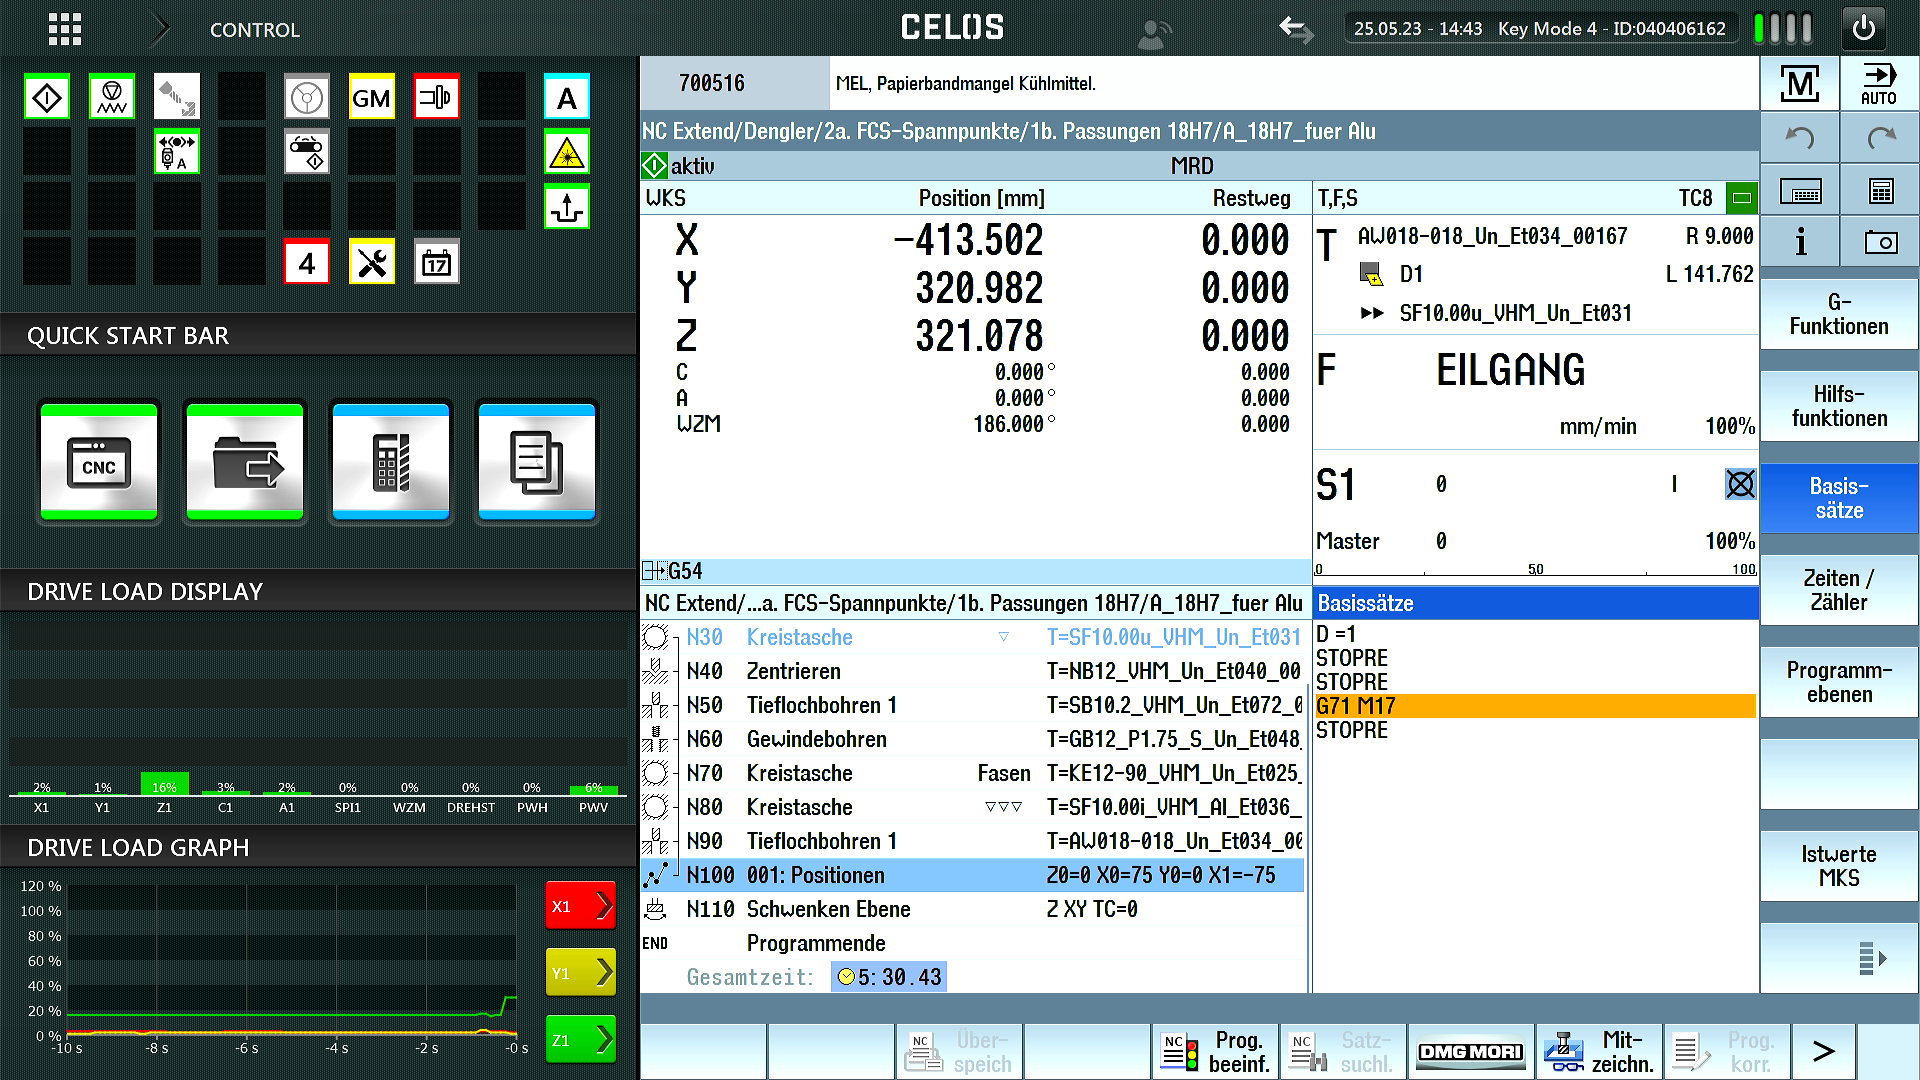 CONTROL
CELOS
25.05.23 - 14:43 Key Mode 4 - ID:040406162
GM
A
A
4
17
QUICK START BAR
CNC
DRIVE LOAD DISPLAY
2% 1% 16% 3% 2% 0% 0% 0% 0% 6%
X1 Y1 Z1 C1 A1 SPI1 WZM DREHST PWH PWV
DRIVE LOAD GRAPH
120 %
100 %
80 %
60 %
40 %
20 %
0 %
-10 s -8s -6 s -4 s -2 s -0 s
X1
Y1
Z1
700516 MEL, Papierbandmangel Kühlmittel.
NC Extend/Dengler/2a. FCS-Spannpunkte/1b. Passungen 18H7/A_18H7_fuer Alu
aktiv MRD
WKS Position [mm] Restweg
X -413.502 0.000
Y 320.982 0.000
Z 321.078 0.000
C 0.000° 0.000
A 0.000° 0.000
WZM 186.000° 0.000
G54
T,F,S TC8
T AW018-018_Un_Et034_00167 R 9.000
D1 L 141.762
SF10.00u_VHM_Un_Et031
F EILGANG
mm/min 100%
S1 0 I
Master 0 100%
0 50 100
NC Extend/...a. FCS-Spannpunkte/1b. Passungen 18H7/A_18H7_fuer Alu
N30 Kreistasche ▽ T=SF10.00u_VHM_Un_Et031
N40 Zentrieren T=NB12_VHM_Un_Et040_00
N50 Tieflochbohren 1 T=SB10.2_VHM_Un_Et072_0
N60 Gewindebohren T=GB12_P1.75_S_Un_Et048_
N70 Kreistasche Fasen T=KE12-90_VHM_Un_Et025_
N80 Kreistasche ▽▽▽ T=SF10.00i_VHM_Al_Et036_
N90 Tieflochbohren 1 T=AW018-018_Un_Et034_00
N100 001: Positionen Z0=0 X0=75 Y0=0 X1=-75
N110 Schwenken Ebene Z XY TC=0
END Programmende
Gesamtzeit: 5:30.43
Basissätze
D =1
STOPRE
STOPRE
G71 M17
STOPRE
M
AUTO
i
G-
Funktionen
Hilfs-
funktionen
Basis-
sätze
Zeiten /
Zähler
Programm-
ebenen
Istwerte
MKS
NC Über-
speich
NC Prog.
beeinf.
NC Satz-
suchl.
DMG MORI
Mit-
zeichn.
Prog.
korr.
>